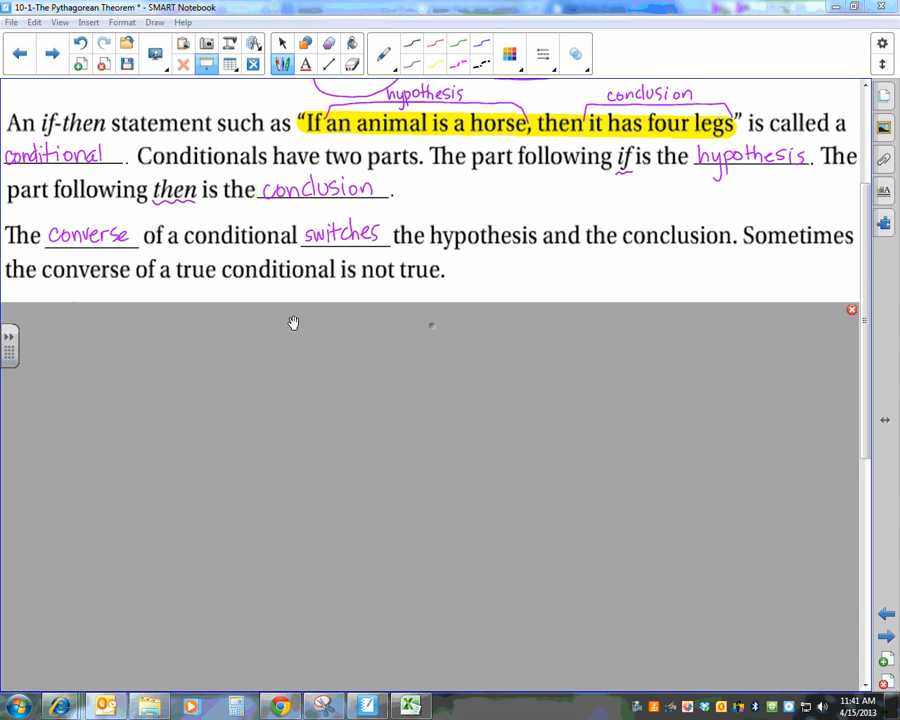 10-1-The Pythagorean Theorem * - SMART Notebook
File Edit View Insert Format Draw Help
hypothesis conclusion
An if-then statement such as “If an animal is a horse, then it has four legs” is called a
conditional. Conditionals have two parts. The part following if is the hypothesis. The
part following then is the conclusion.
The converse of a conditional switches the hypothesis and the conclusion. Sometimes
the converse of a true conditional is not true.
11:41 AM
4/15/2013